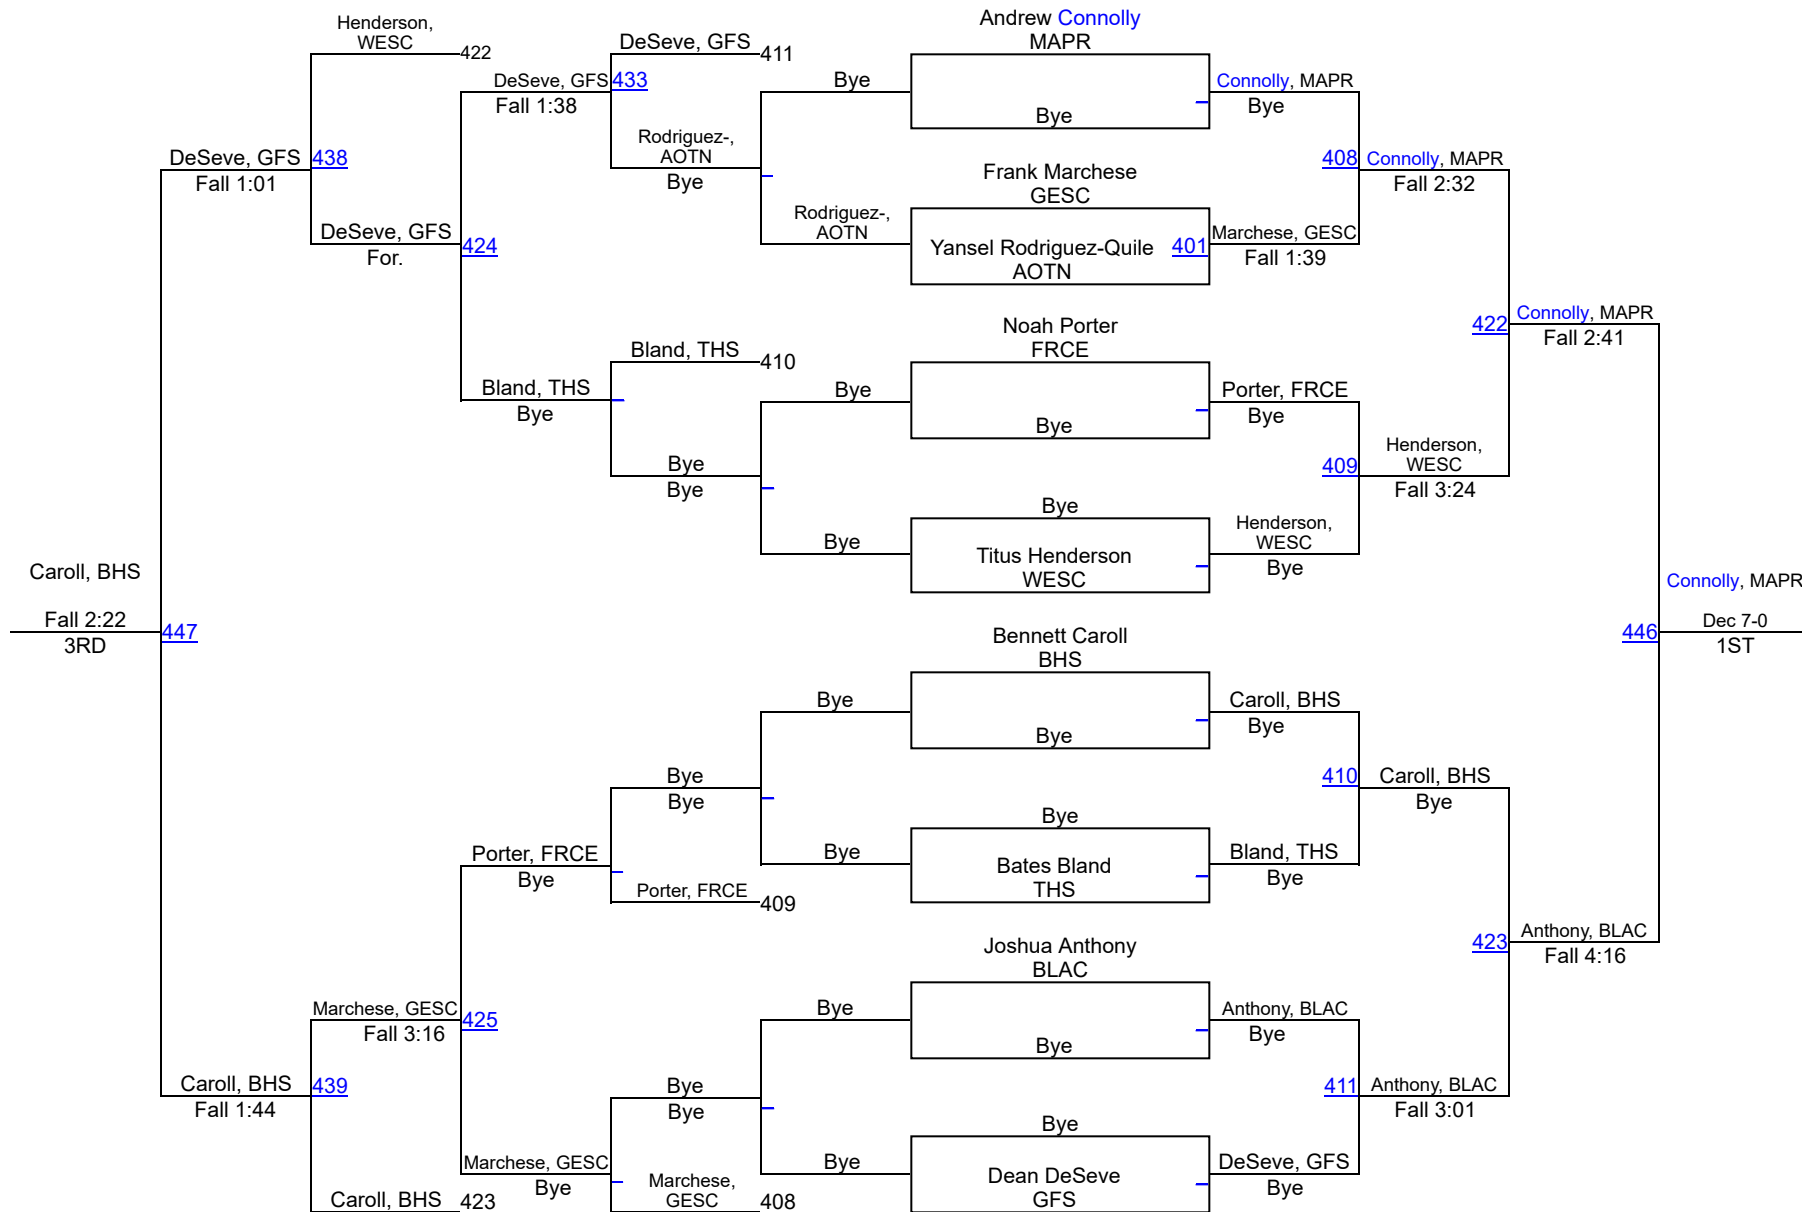 Henderson,
WESC
422
DeSeve, GFS
411
Andrew Connolly
MAPR
DeSeve, GFS
433
Fall 1:38
Bye
Bye
Connolly, MAPR
Bye
Rodriguez-,
AOTN
Bye
DeSeve, GFS
438
Fall 1:01
408
Connolly, MAPR
Fall 2:32
Frank Marchese
GESC
Rodriguez-,
AOTN
Yansel Rodriguez-Quile
AOTN
401
Marchese, GESC
Fall 1:39
DeSeve, GFS
For.
424
Noah Porter
FRCE
422
Connolly, MAPR
Fall 2:41
Bland, THS
410
Bland, THS
Bye
Bye
Bye
Porter, FRCE
Bye
Bye
Bye
409
Henderson,
WESC
Fall 3:24
Bye
Bye
Titus Henderson
WESC
Henderson,
WESC
Bye
Caroll, BHS
Fall 2:22
3RD
447
Connolly, MAPR
446
Dec 7-0
1ST
Bennett Caroll
BHS
Bye
Bye
Caroll, BHS
Bye
Bye
Bye
410
Caroll, BHS
Bye
Bye
Bye
Bates Bland
THS
Bland, THS
Bye
Porter, FRCE
Bye
Porter, FRCE
409
423
Anthony, BLAC
Fall 4:16
Joshua Anthony
BLAC
Bye
Bye
Anthony, BLAC
Bye
Marchese, GESC
425
Fall 3:16
Caroll, BHS
439
Fall 1:44
Bye
Bye
411
Anthony, BLAC
Fall 3:01
Bye
Bye
Dean DeSeve
GFS
DeSeve, GFS
Bye
Marchese, GESC
Bye
Marchese,
GESC
408
Caroll, BHS
423